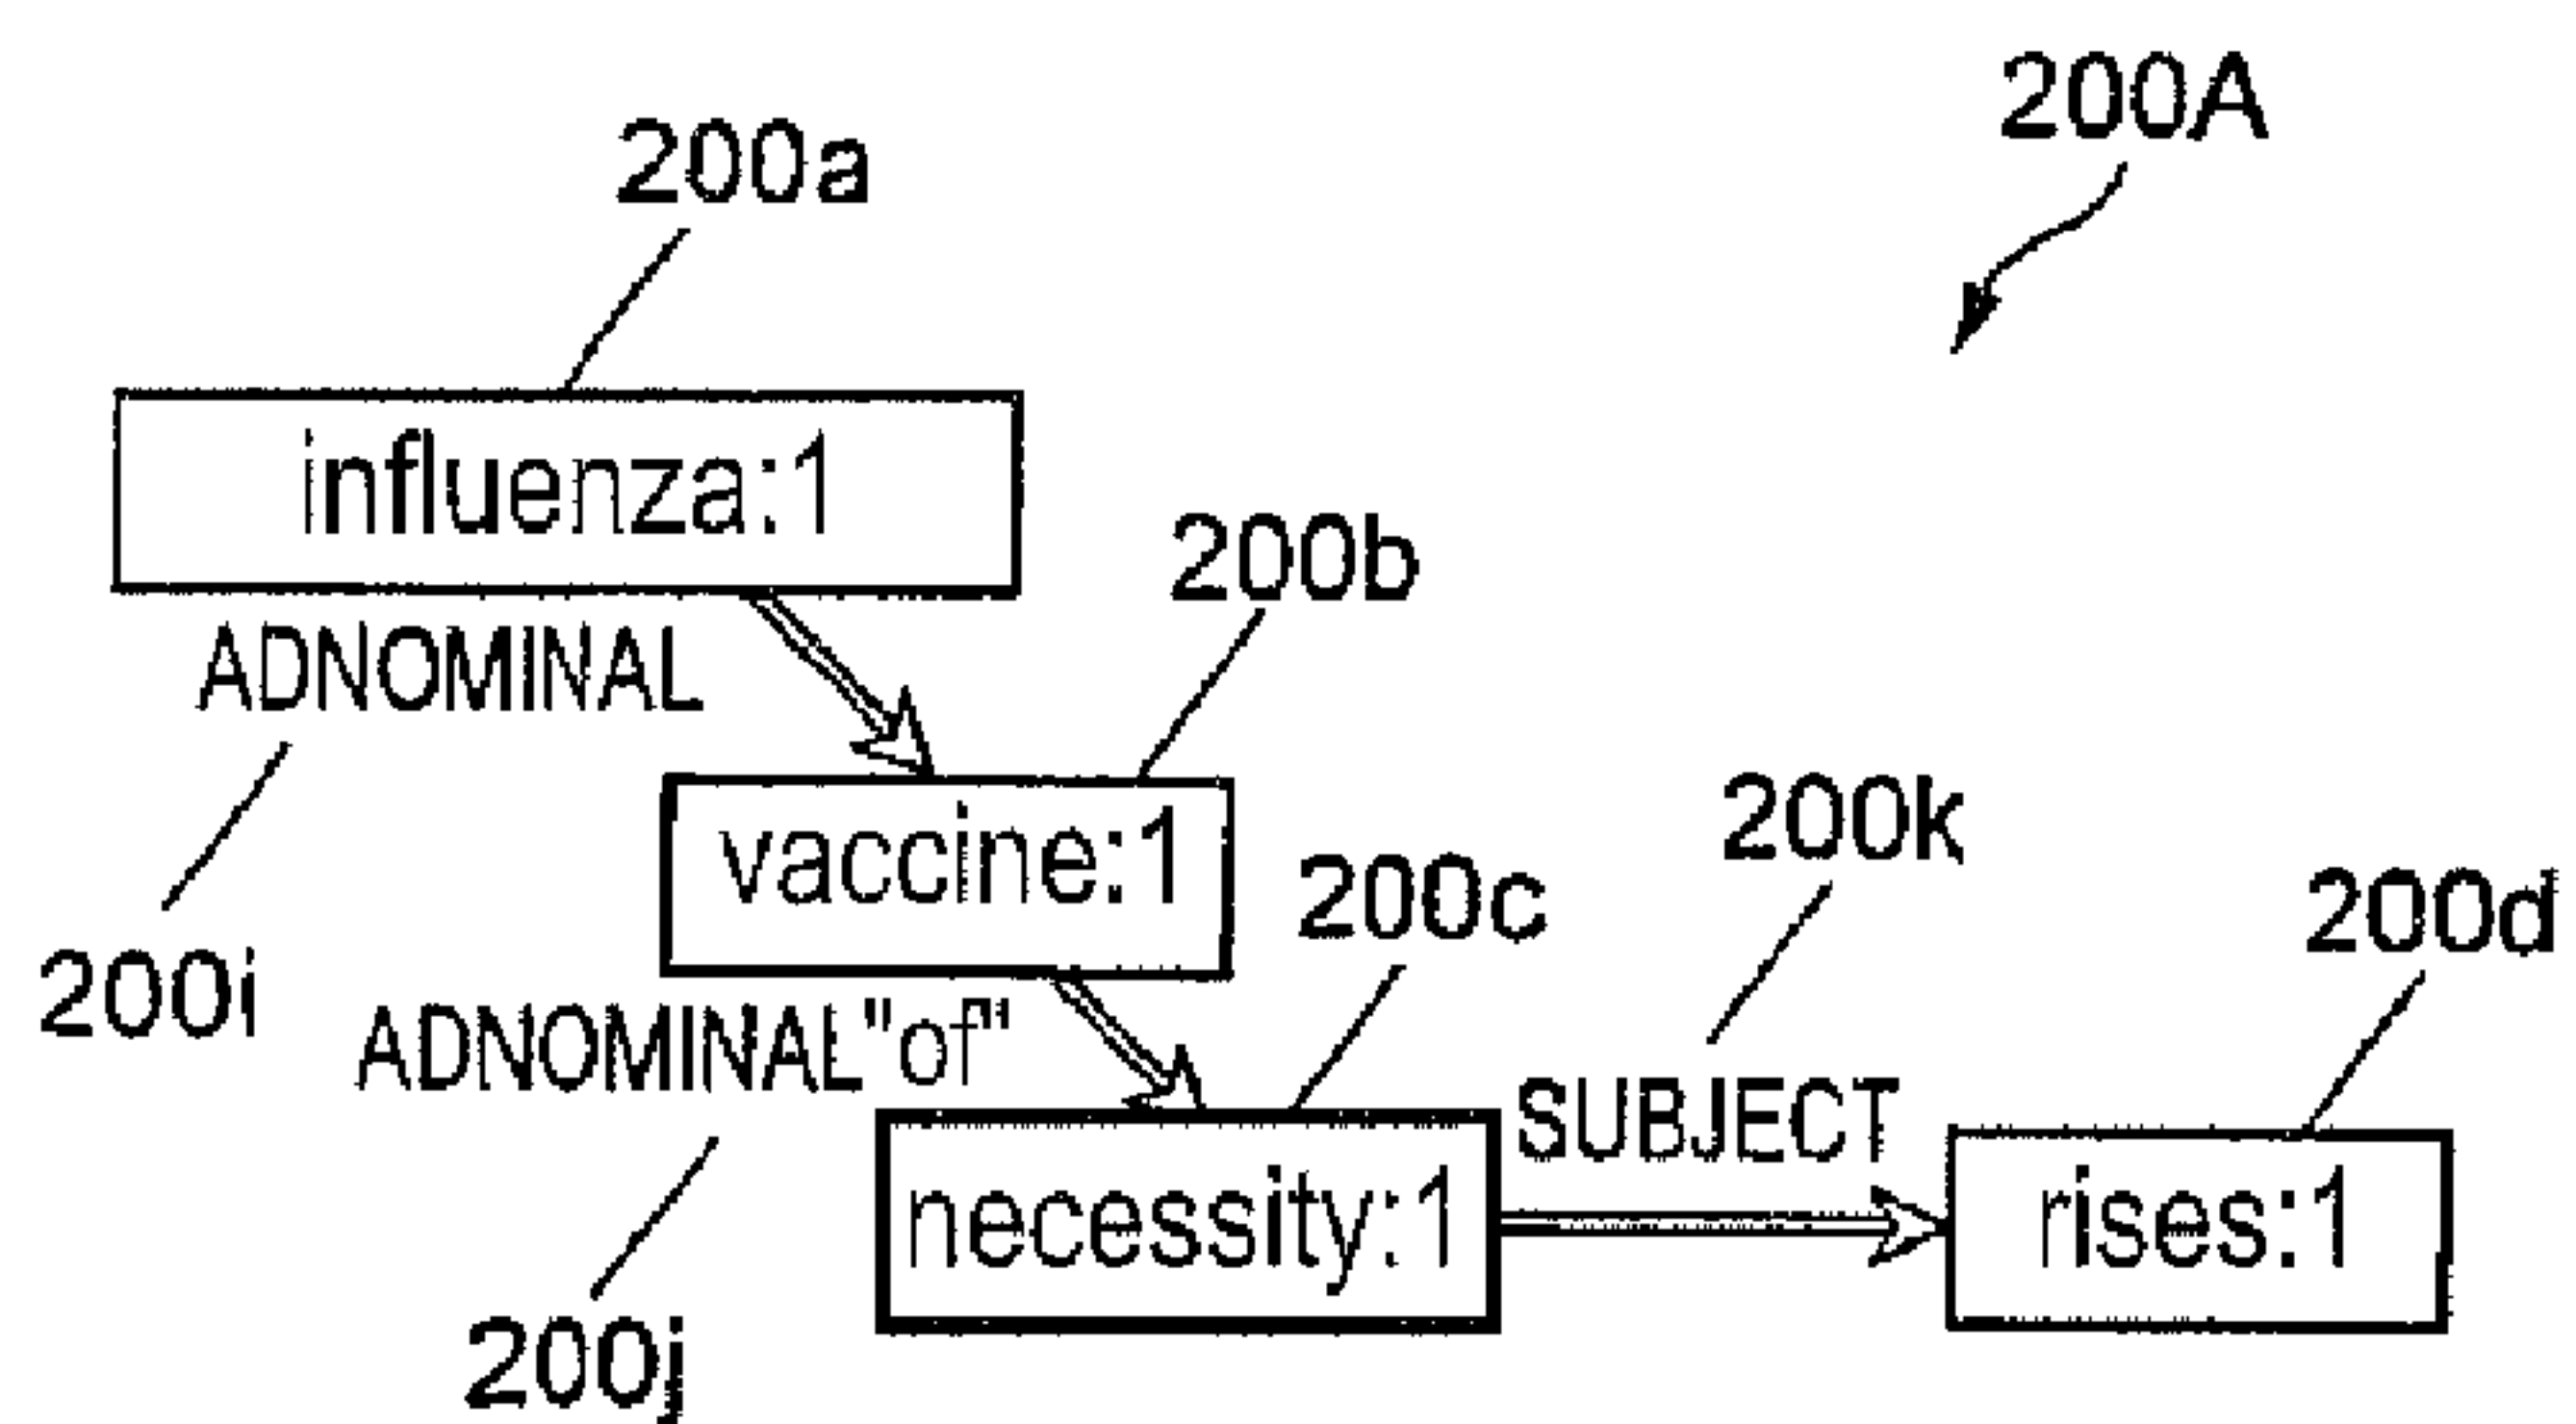 200A
200a
influenza:1
200b
ADNOMINAL
vaccine:1
200k
200c
200d
200i
ADNOMINAL"of"
SUBJECT
necessity:1
rises:1
200j